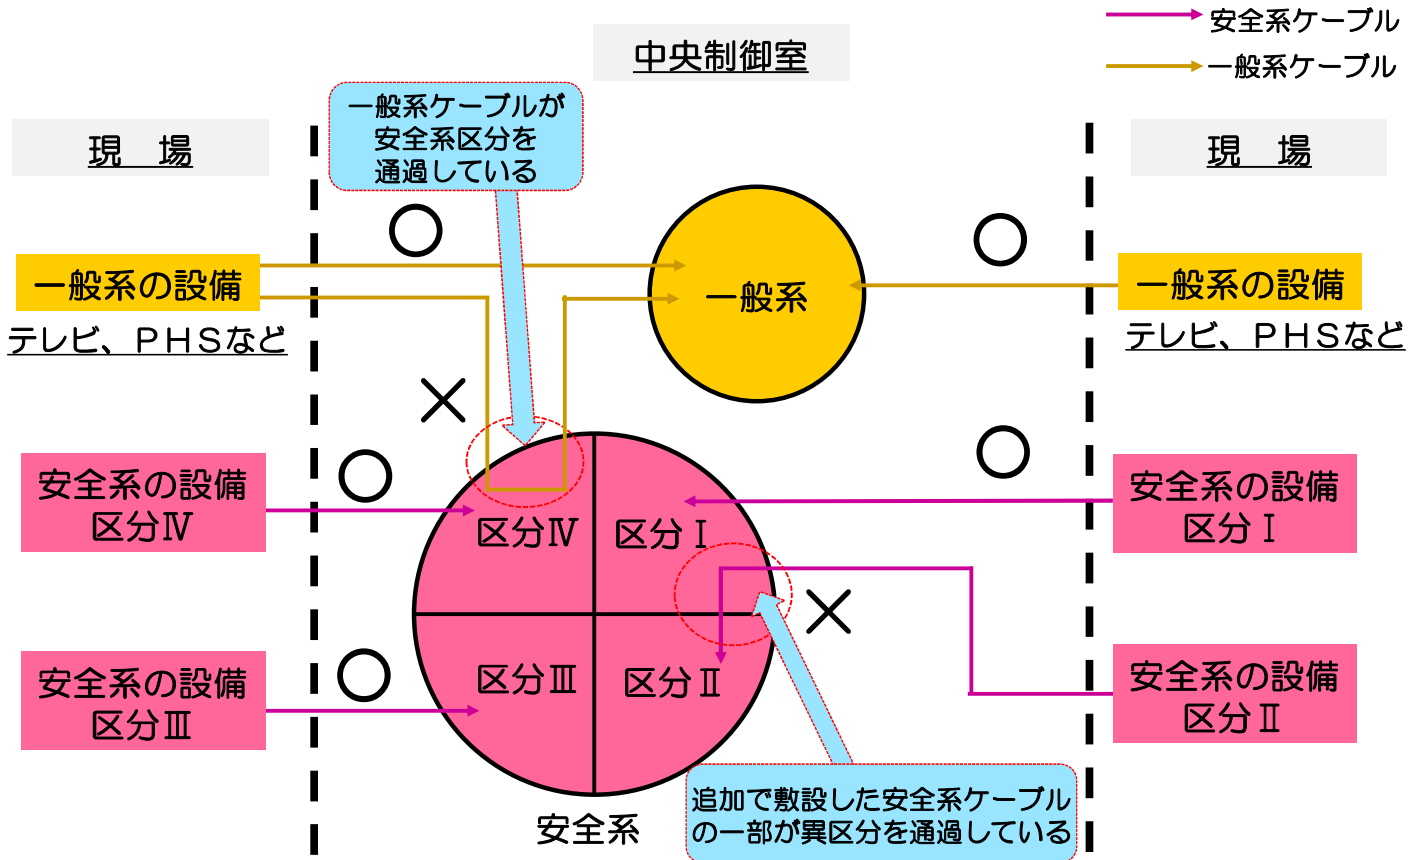 安全系ケーブル
一般系ケーブル
中央制御室
一般系ケーブルが
安全系区分を
通過している
現　場
現　場
一般系の設備
テレビ、ＰＨＳなど
一般系
一般系の設備
テレビ、ＰＨＳなど
安全系の設備
区分Ⅳ
区分Ⅳ
区分Ⅰ
安全系の設備
区分Ⅰ
安全系の設備
区分Ⅲ
区分Ⅲ
区分Ⅱ
安全系の設備
区分Ⅱ
安全系
追加で敷設した安全系ケーブル
の一部が異区分を通過している